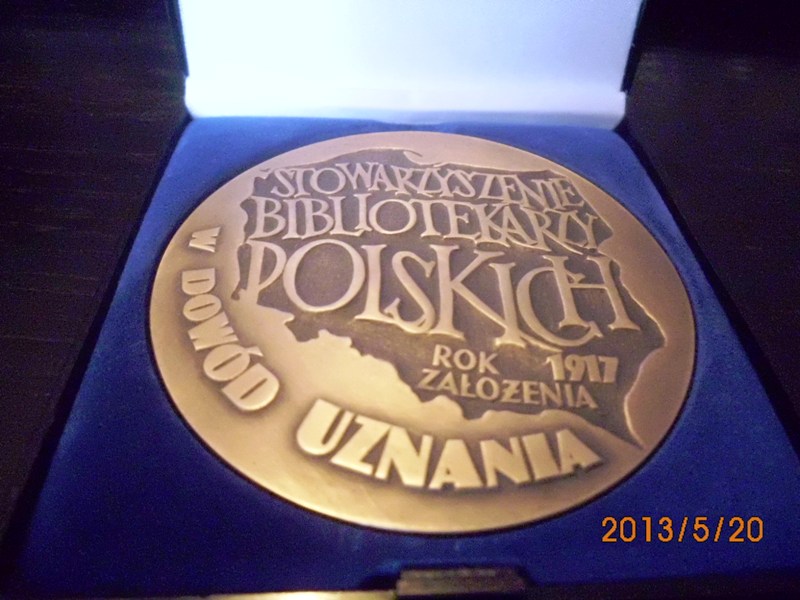 STOWARZYSZENIE
BIBLIOTEKARZY
POLSKICH
ROK 1917
ZAŁOŻENIA
W DOWÓD UZNANIA
2013/5/20